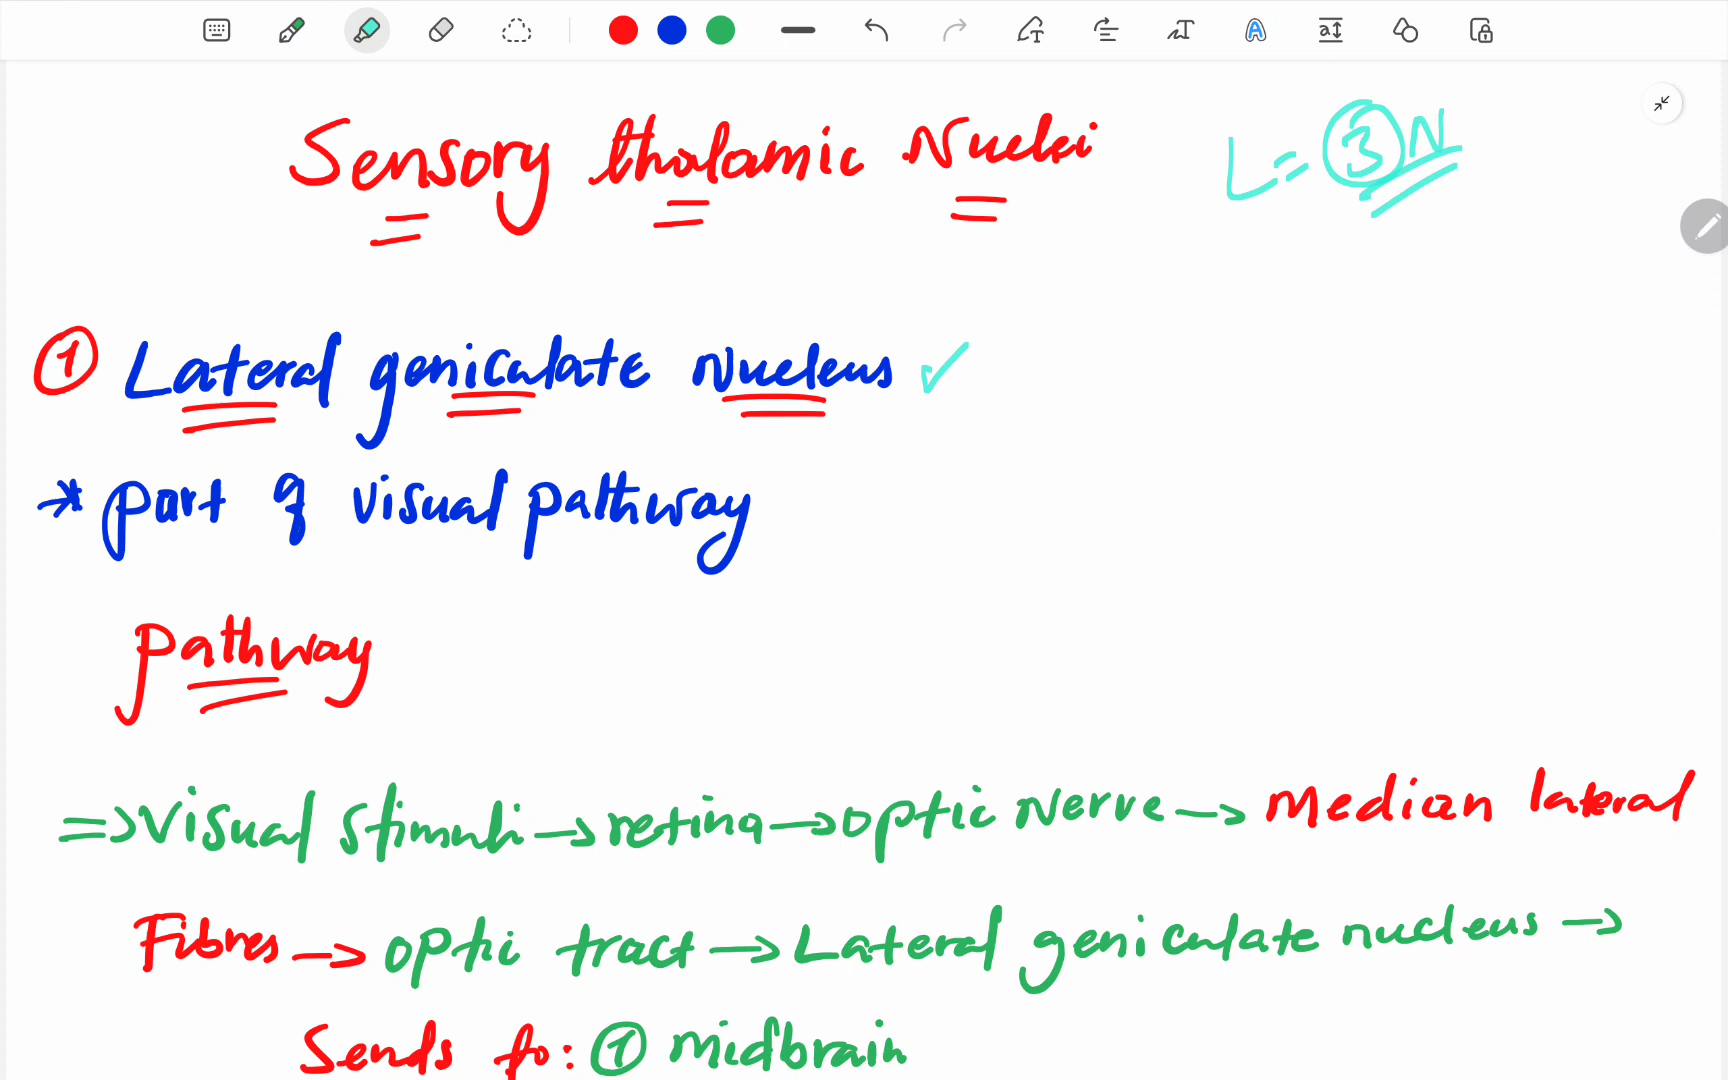 Sensory thalamic Nuclei L=3N
1 Lateral geniculate Nucleus ✓
* part of visual pathway
pathway
=> Visual stimuli → retina → optic Nerve → Median lateral
Fibres → optic tract → Lateral geniculate nucleus →
Sends to: 1 midbrain